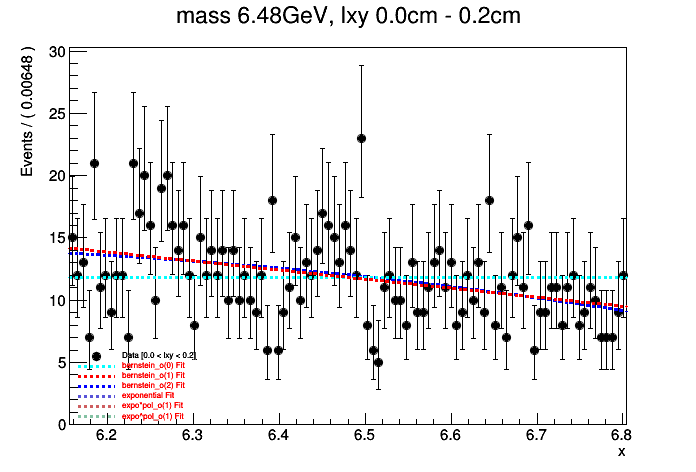 mass 6.48GeV, lxy 0.0cm - 0.2cm
Events / ( 0.00648 )
30
25
20
15
10
5
0
Data [0.0 < lxy < 0.2]
bernstein_o(0) Fit
bernstein_o(1) Fit
bernstein_o(2) Fit
exponential Fit
expo*pol_o(1) Fit
expo*pol_o(1) Fit
6.2 6.3 6.4 6.5 6.6 6.7 6.8
x